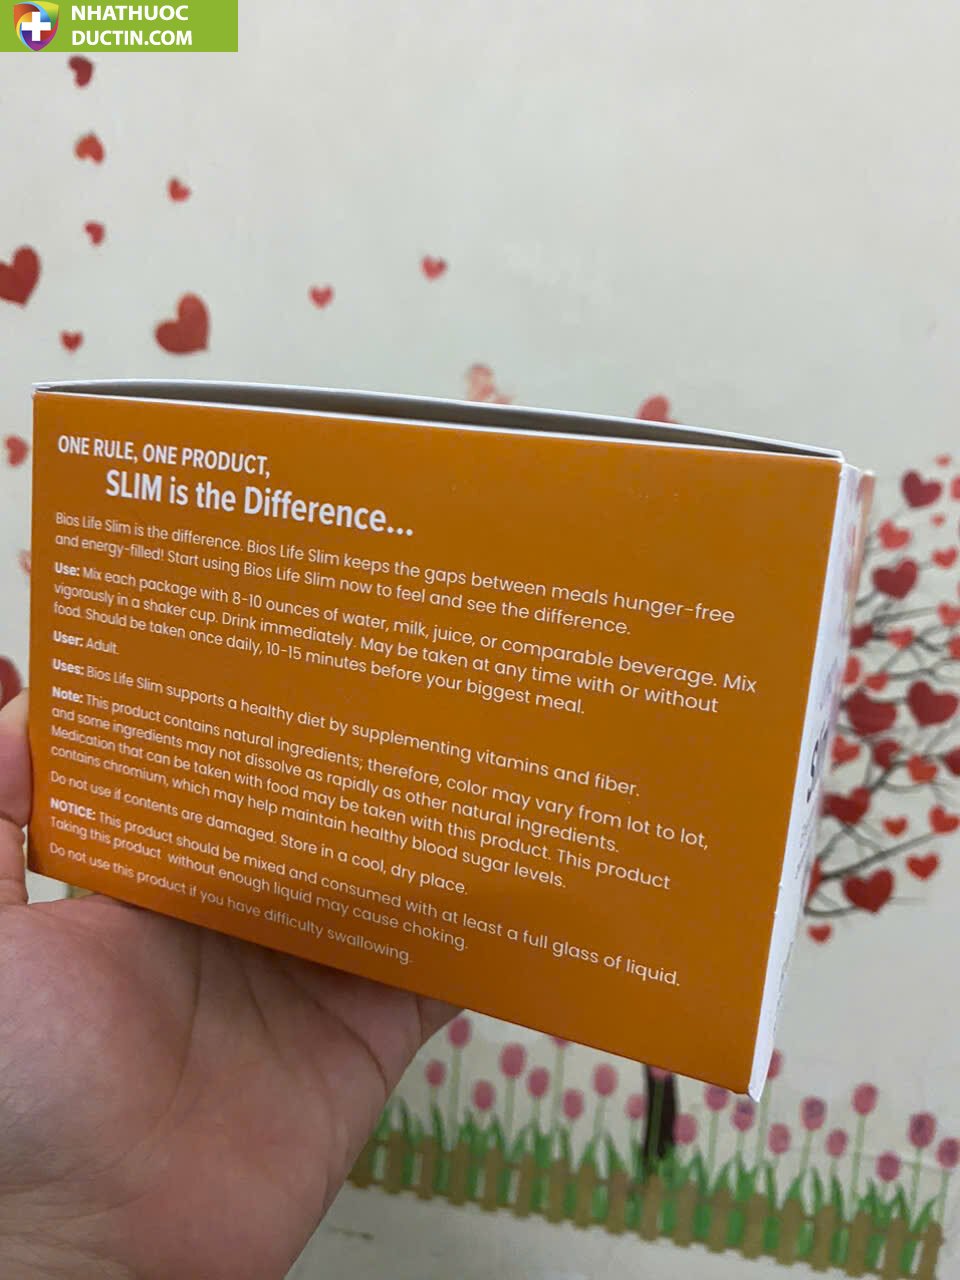 NHATHUOC
DUCTIN.COM
ONE RULE, ONE PRODUCT,
SLIM is the Difference...
Bios Life Slim is the difference. Bios Life Slim keeps the gaps between meals hunger-free
and energy-filled! Start using Bios Life Slim now to feel and see the difference.
Use: Mix each package with 8-10 ounces of water, milk, juice, or comparable beverage. Mix
vigorously in a shaker cup. Drink immediately. May be taken at any time with or without
food. Should be taken once daily, 10-15 minutes before your biggest meal.
User: Adult.
Uses: Bios Life Slim supports a healthy diet by supplementing vitamins and fiber.
Note: This product contains natural ingredients; therefore, color may vary from lot to lot,
and some ingredients may not dissolve as rapidly as other natural ingredients.
Medication that can be taken with food may be taken with this product. This product
contains chromium, which may help maintain healthy blood sugar levels.
Do not use if contents are damaged. Store in a cool, dry place.
NOTICE: This product should be mixed and consumed with at least a full glass of liquid.
Taking this product without enough liquid may cause choking.
Do not use this product if you have difficulty swallowing.